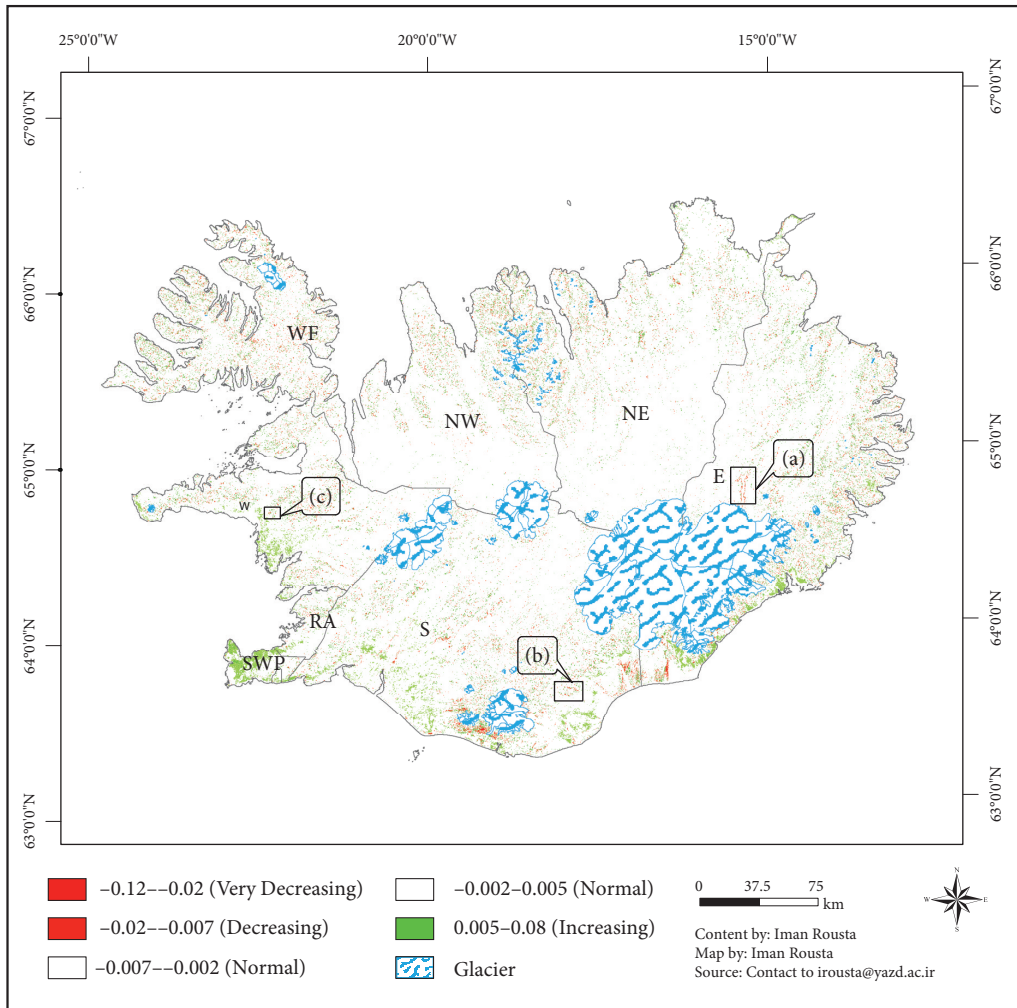 25°0'0"W
20°0'0"W
15°0'0"W
67°0'0"N
67°0'0"N
66°0'0"N
66°0'0"N
WF
NW
NE
65°0'0"N
65°0'0"N
(a)
E
(c)
w
RA
S
64°0'0"N
64°0'0"N
SWP
(b)
63°0'0"N
63°0'0"N
–0.12––0.02 (Very Decreasing)
–0.02––0.007 (Decreasing)
–0.007––0.002 (Normal)
–0.002–0.005 (Normal)
0.005–0.08 (Increasing)
Glacier
0 37.5 75
km
N
W E
S
Content by: Iman Rousta
Map by: Iman Rousta
Source: Contact to irousta@yazd.ac.ir